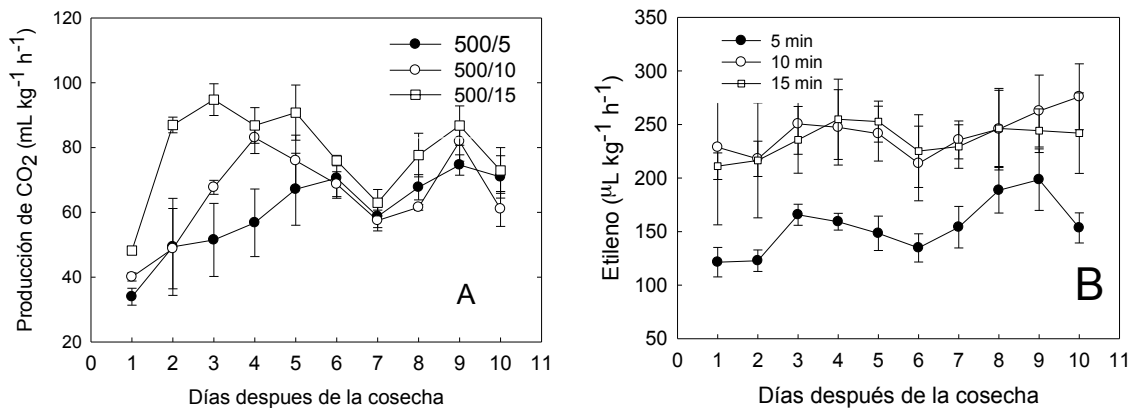 Producción de CO2 (mL kg-1 h-1)
120
100
80
60
40
20
500/5
500/10
500/15
A
0 1 2 3 4 5 6 7 8 9 10 11
Días despues de la cosecha
Etileno (µL kg-1 h-1)
350
300
250
200
150
100
50
5 min
10 min
15 min
B
0 1 2 3 4 5 6 7 8 9 10 11
Días después de la cosecha